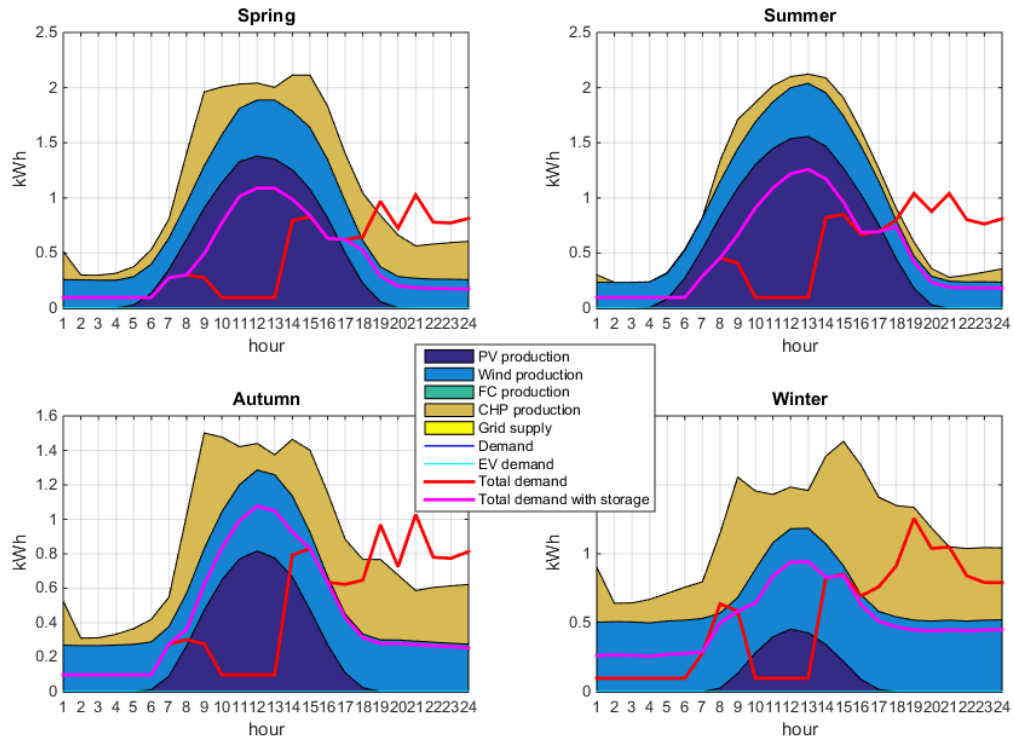 Spring
2.5
2
1.5
1
0.5
0
kWh
1 2 3 4 5 6 7 8 9 10 11 12 13 14 15 16 17 18 19 20 21 22 23 24
hour
Summer
2.5
2
1.5
1
0.5
0
kWh
1 2 3 4 5 6 7 8 9 10 11 12 13 14 15 16 17 18 19 20 21 22 23 24
hour
PV production
Wind production
FC production
CHP production
Grid supply
Demand
EV demand
Total demand
Total demand with storage
Autumn
1.6
1.4
1.2
1
0.8
0.6
0.4
0.2
0
kWh
1 2 3 4 5 6 7 8 9 10 11 12 13 14 15 16 17 18 19 20 21 22 23 24
hour
Winter
1
0.5
0
kWh
1 2 3 4 5 6 7 8 9 10 11 12 13 14 15 16 17 18 19 20 21 22 23 24
hour